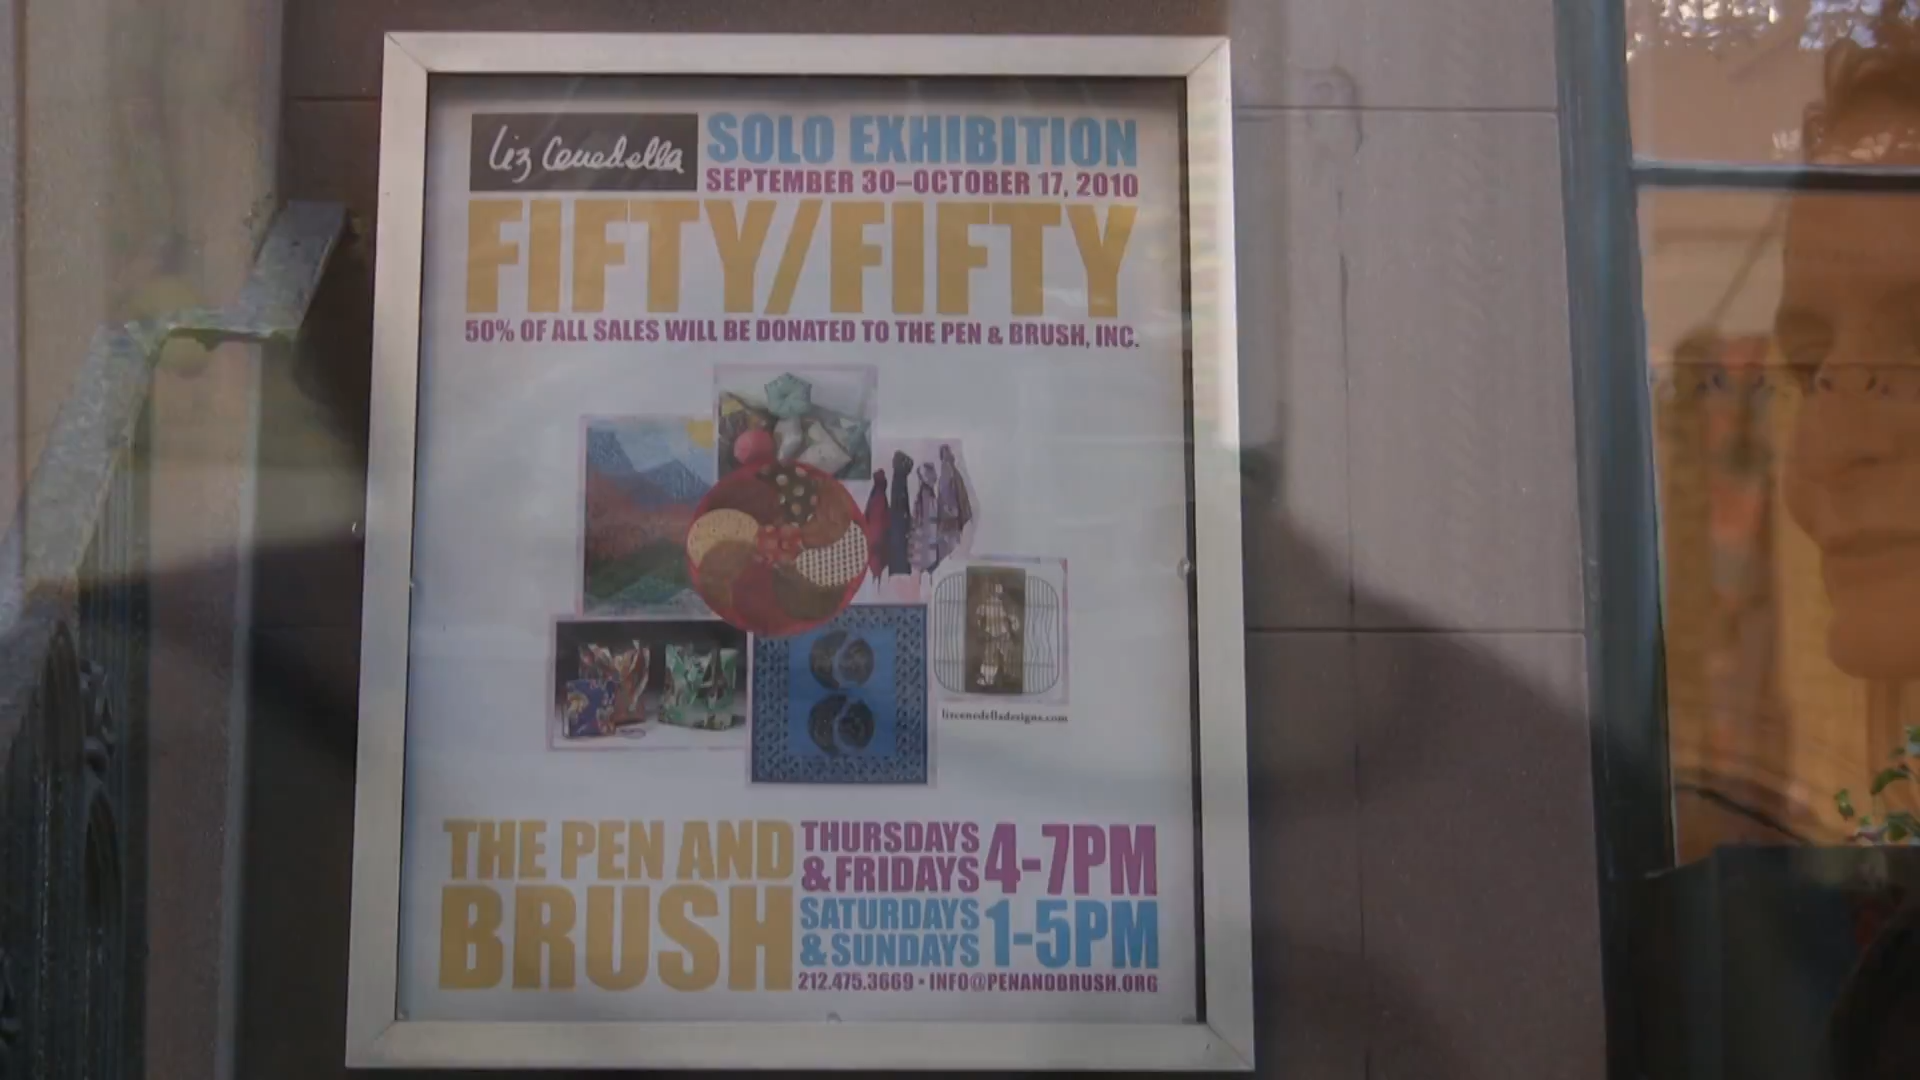 Liz Cenedella
SOLO EXHIBITION
SEPTEMBER 30–OCTOBER 17, 2010
FIFTY/FIFTY
50% OF ALL SALES WILL BE DONATED TO THE PEN & BRUSH, INC.
lizcenedelladesigns.com
THE PEN AND
BRUSH
THURSDAYS
& FRIDAYS
4-7PM
SATURDAYS
& SUNDAYS
1-5PM
212.475.3669 • INFO@PENANDBRUSH.ORG